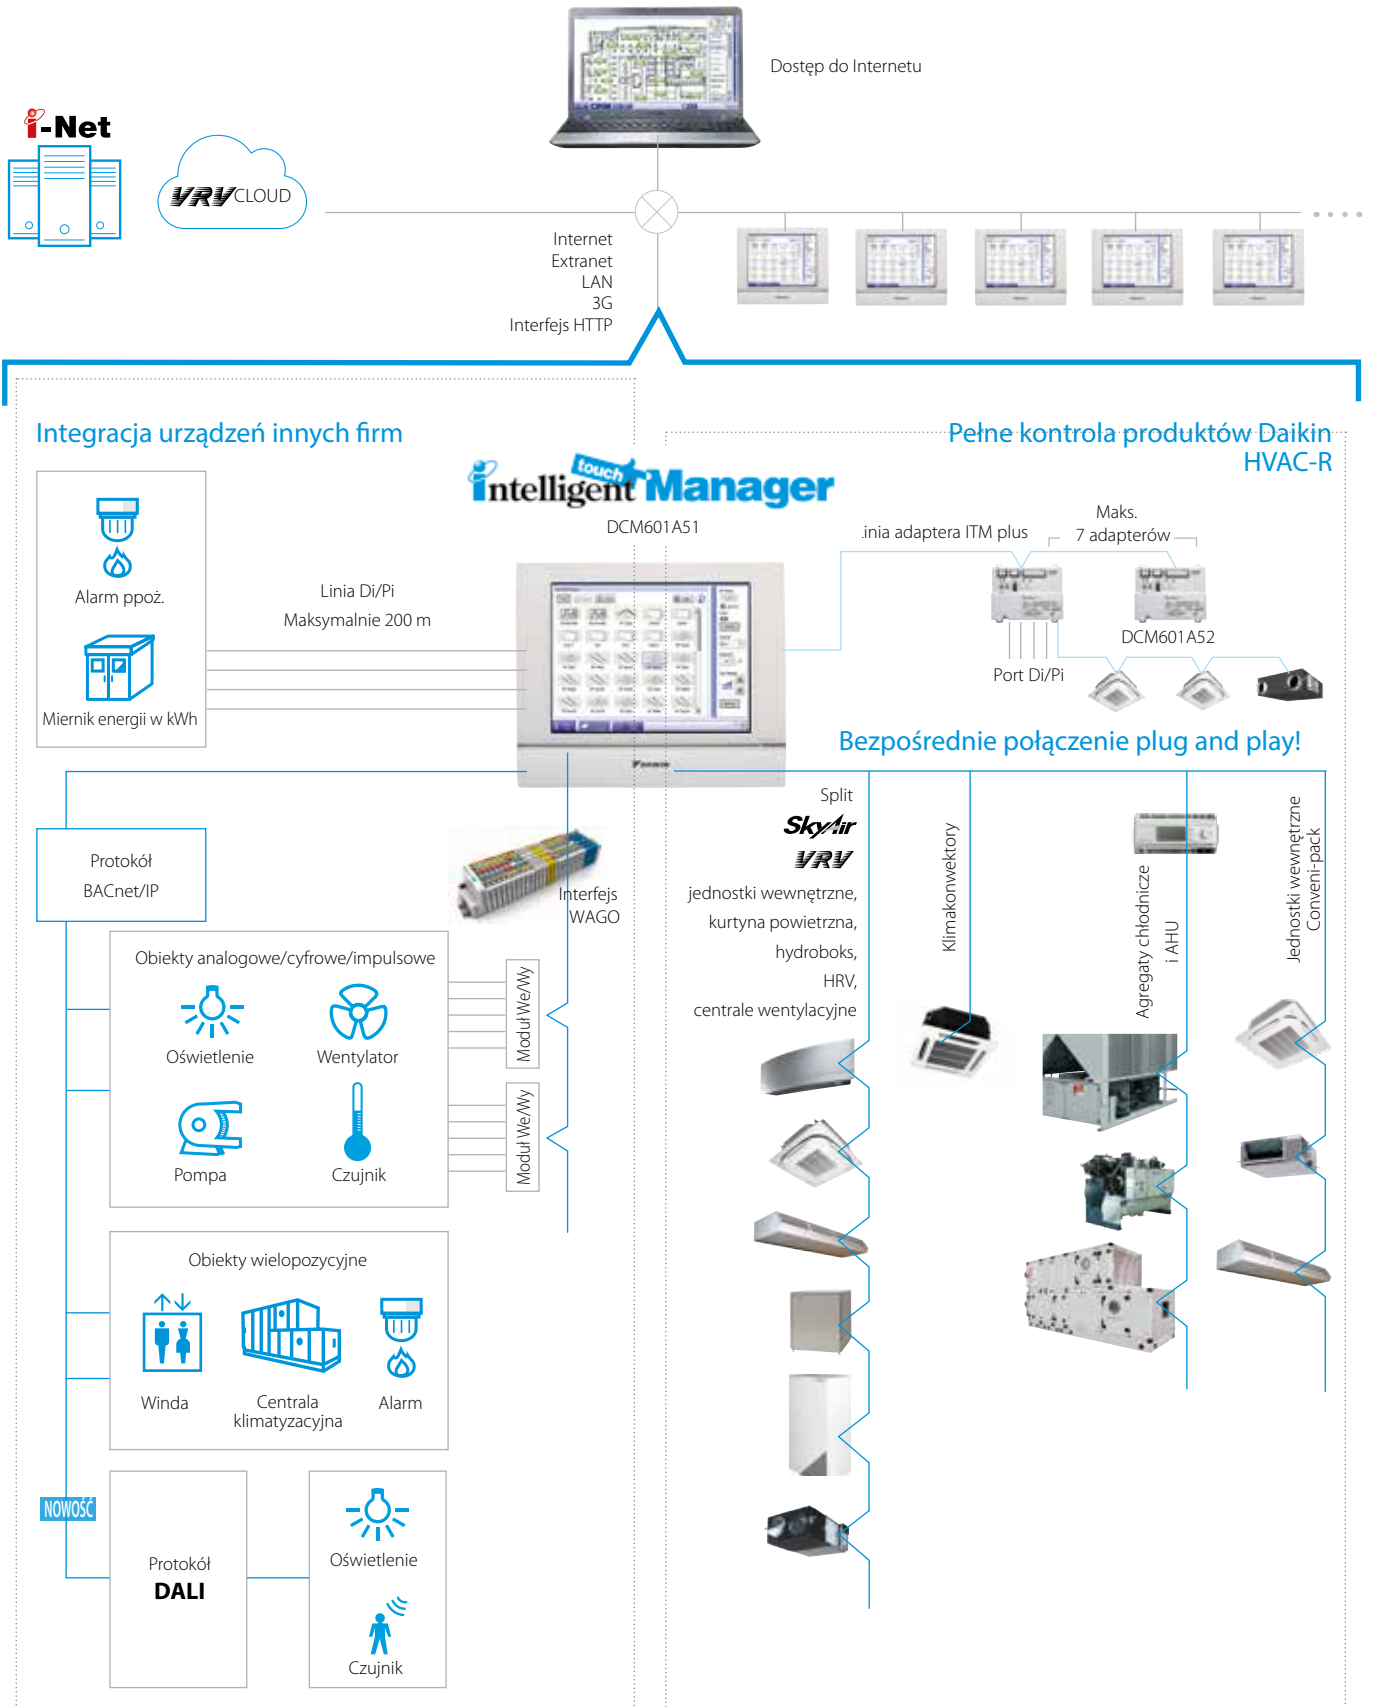 Dostęp do Internetu
i-Net
VRV CLOUD
Internet
Extranet
LAN
3G
Interfejs HTTP
Integracja urządzeń innych firm
Pełne kontrola produktów Daikin
HVAC-R
intelligent touch Manager
DCM601A51
Alarm ppoż.
Miernik energii w kWh
Linia Di/Pi
Maksymalnie 200 m
.inia adaptera ITM plus
Maks.
7 adapterów
DCM601A52
Port Di/Pi
DAIKIN
Bezpośrednie połączenie plug and play!
Protokół
BACnet/IP
Interfejs
WAGO
Split
SkyAir
VRV
jednostki wewnętrzne,
kurtyna powietrzna,
hydroboks,
HRV,
centrale wentylacyjne
Klimakonwektory
Agregaty chłodnicze
i AHU
Jednostki wewnętrzne
Conveni-pack
Obiekty analogowe/cyfrowe/impulsowe
Oświetlenie
Wentylator
Pompa
Czujnik
Moduł We/Wy
Moduł We/Wy
Obiekty wielopozycyjne
Winda
Centrala
klimatyzacyjna
Alarm
NOWOŚĆ
Protokół
DALI
Oświetlenie
Czujnik